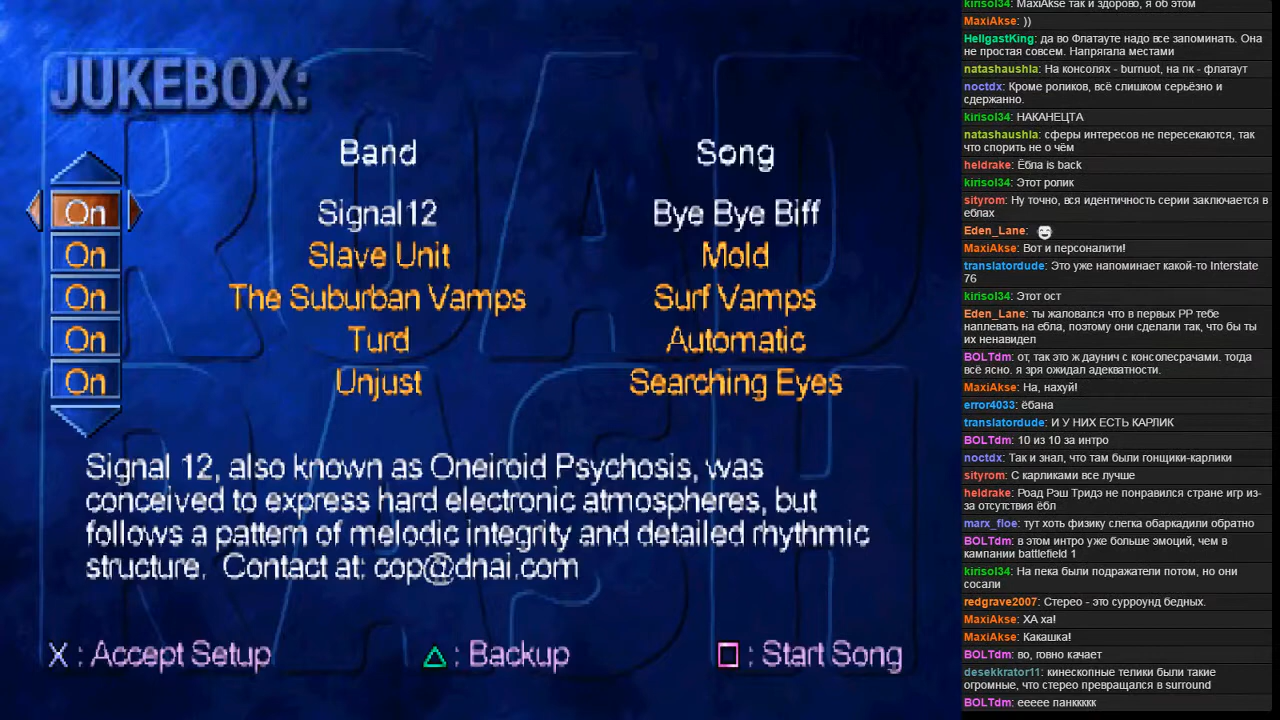 JUKEBOX:
Band Song
On Signal12 Bye Bye Biff
On Slave Unit Mold
On The Suburban Vamps Surf Vamps
On Turd Automatic
On Unjust Searching Eyes
Signal 12, also known as Oneiroid Psychosis, was
conceived to express hard electronic atmospheres, but
follows a pattern of melodic integrity and detailed rhythmic
structure. Contact at: cop@dnai.com
X : Accept Setup
: Backup
: Start Song
ROAD
RASH
kirisol34: MaxiAkse так и здорово, я об этом
MaxiAkse: ))
HellgastKing: да во Флатауте надо все запоминать. Она
не простая совсем. Напрягала местами
natashaushla: На консолях - burnuot, на пк - флатаут
noctdx: Кроме роликов, всё слишком серьёзно и
сдержанно.
kirisol34: НАКАНЕЦТА
natashaushla: сферы интересов не пересекаются, так
что спорить не о чём
heldrake: Ёбла is back
kirisol34: Этот ролик
sityrom: Ну точно, вся идентичность серии заключается в
еблах
Eden_Lane:
MaxiAkse: Вот и персоналити!
translatordude: Это уже напоминает какой-то Interstate
76
kirisol34: Этот ост
Eden_Lane: ты жаловался что в первых РР тебе
наплевать на ебла, поэтому они сделали так, что бы ты
их ненавидел
BOLTdm: от, так это ж даунич с консолесрачами. тогда
всё ясно. я зря ожидал адекватности.
MaxiAkse: На, нахуй!
error4033: ёбана
translatordude: И У НИХ ЕСТЬ КАРЛИК
BOLTdm: 10 из 10 за интро
noctdx: Так и знал, что там были гонщики-карлики
sityrom: С карликами все лучше
heldrake: Роад Рэш Тридэ не понравился стране игр из-
за отсутствия ёбл
marx_floe: тут хоть физику слегка обаркадили обратно
BOLTdm: в этом интро уже больше эмоций, чем в
кампании battlefield 1
kirisol34: На пека были подражатели потом, но они
сосали
redgrave2007: Стерео - это сурроунд бедных.
MaxiAkse: ХА ха!
MaxiAkse: Какашка!
BOLTdm: во, говно качает
desekkrator11: кинескопные телики были такие
огромные, что стерео превращался в surround
BOLTdm: еееее панккккк